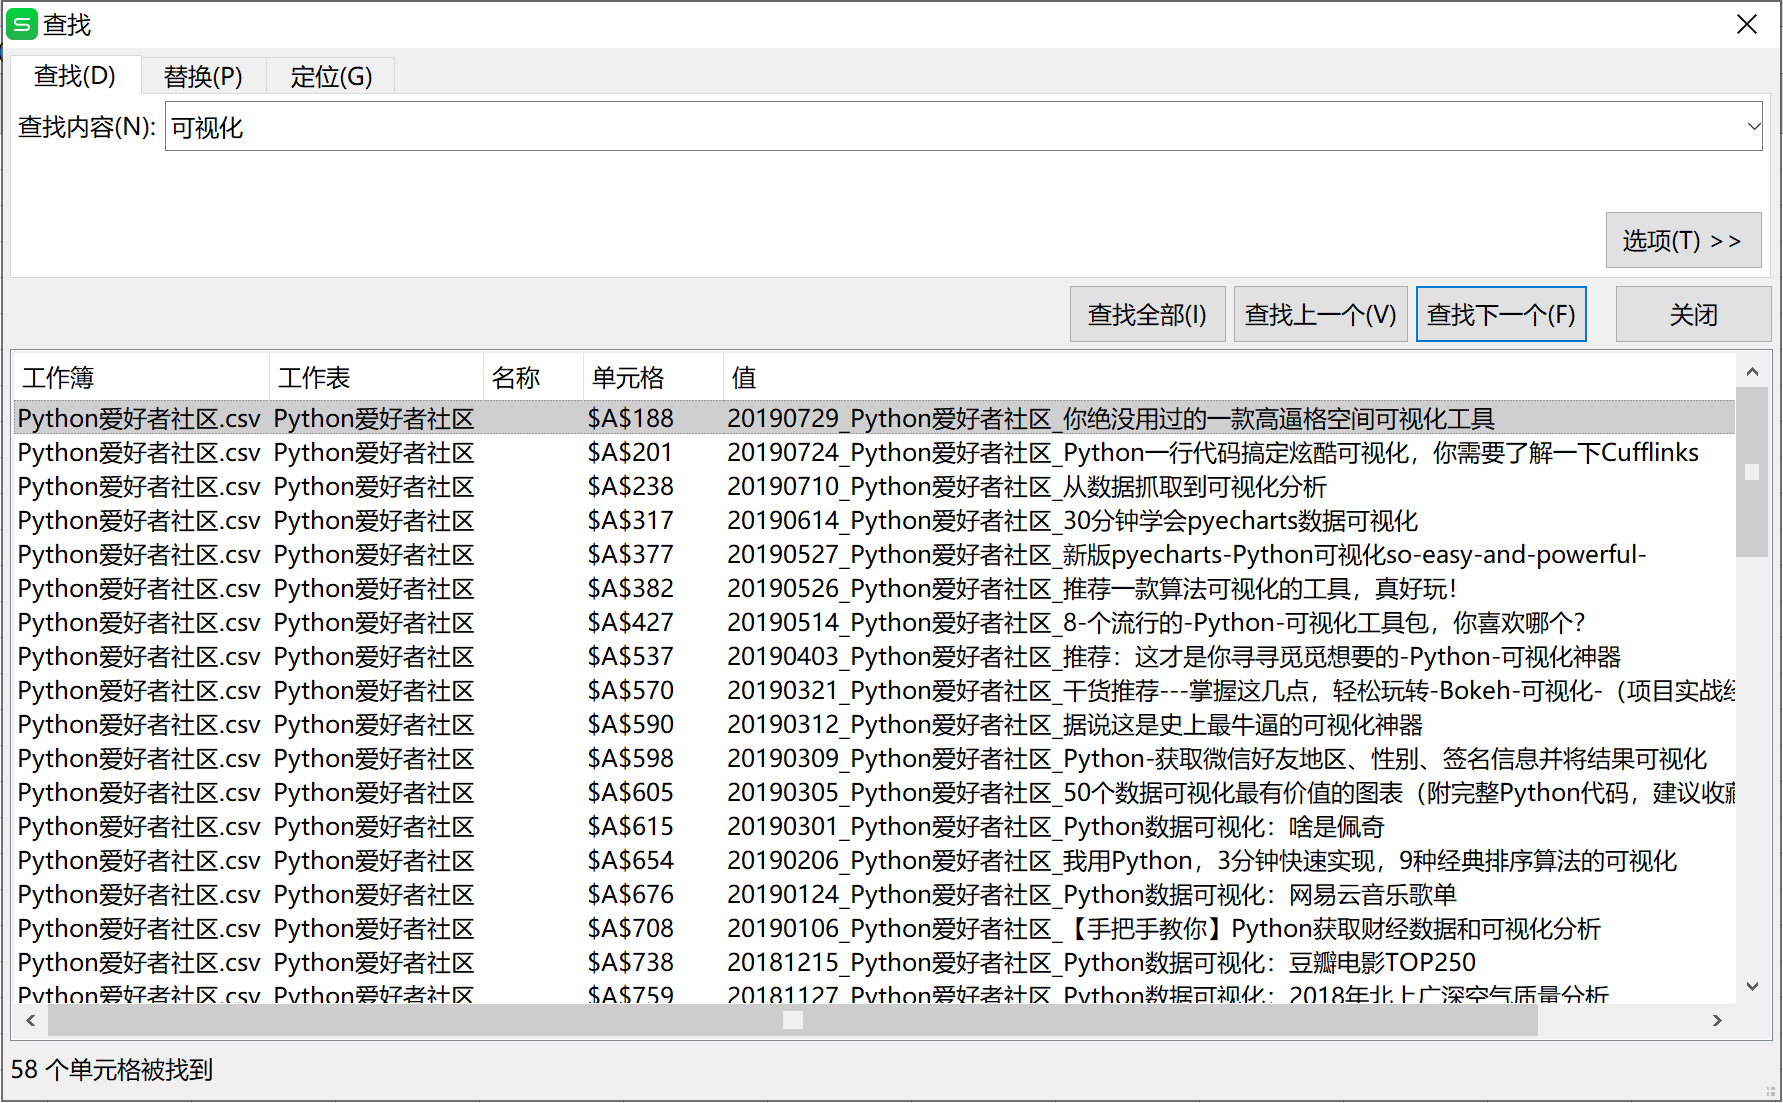 查找
查找(D) 替换(P) 定位(G)
查找内容(N): 可视化
选项(T) >>
查找全部(I) 查找上一个(V) 查找下一个(F) 关闭
工作簿 工作表 名称 单元格 值
Python爱好者社区.csv Python爱好者社区 $A$188 20190729_Python爱好者社区_你绝没用过的一款高逼格空间可视化工具
Python爱好者社区.csv Python爱好者社区 $A$201 20190724_Python爱好者社区_Python一行代码搞定炫酷可视化，你需要了解一下Cufflinks
Python爱好者社区.csv Python爱好者社区 $A$238 20190710_Python爱好者社区_从数据抓取到可视化分析
Python爱好者社区.csv Python爱好者社区 $A$317 20190614_Python爱好者社区_30分钟学会pyecharts数据可视化
Python爱好者社区.csv Python爱好者社区 $A$377 20190527_Python爱好者社区_新版pyecharts-Python可视化so-easy-and-powerful-
Python爱好者社区.csv Python爱好者社区 $A$382 20190526_Python爱好者社区_推荐一款算法可视化的工具，真好玩！
Python爱好者社区.csv Python爱好者社区 $A$427 20190514_Python爱好者社区_8-个流行的-Python-可视化工具包，你喜欢哪个？
Python爱好者社区.csv Python爱好者社区 $A$537 20190403_Python爱好者社区_推荐：这才是你寻寻觅觅想要的-Python-可视化神器
Python爱好者社区.csv Python爱好者社区 $A$570 20190321_Python爱好者社区_干货推荐---掌握这几点，轻松玩转-Bokeh-可视化-（项目实战经
Python爱好者社区.csv Python爱好者社区 $A$590 20190312_Python爱好者社区_据说这是史上最牛逼的可视化神器
Python爱好者社区.csv Python爱好者社区 $A$598 20190309_Python爱好者社区_Python-获取微信好友地区、性别、签名信息并将结果可视化
Python爱好者社区.csv Python爱好者社区 $A$605 20190305_Python爱好者社区_50个数据可视化最有价值的图表（附完整Python代码，建议收藏
Python爱好者社区.csv Python爱好者社区 $A$615 20190301_Python爱好者社区_Python数据可视化：啥是佩奇
Python爱好者社区.csv Python爱好者社区 $A$654 20190206_Python爱好者社区_我用Python，3分钟快速实现，9种经典排序算法的可视化
Python爱好者社区.csv Python爱好者社区 $A$676 20190124_Python爱好者社区_Python数据可视化：网易云音乐歌单
Python爱好者社区.csv Python爱好者社区 $A$708 20190106_Python爱好者社区_【手把手教你】Python获取财经数据和可视化分析
Python爱好者社区.csv Python爱好者社区 $A$738 20181215_Python爱好者社区_Python数据可视化：豆瓣电影TOP250
Python爱好者社区.csv Python爱好者社区 $A$759 20181127_Python爱好者社区_Python数据可视化：2018年北上广深空气质量分析
58 个单元格被找到